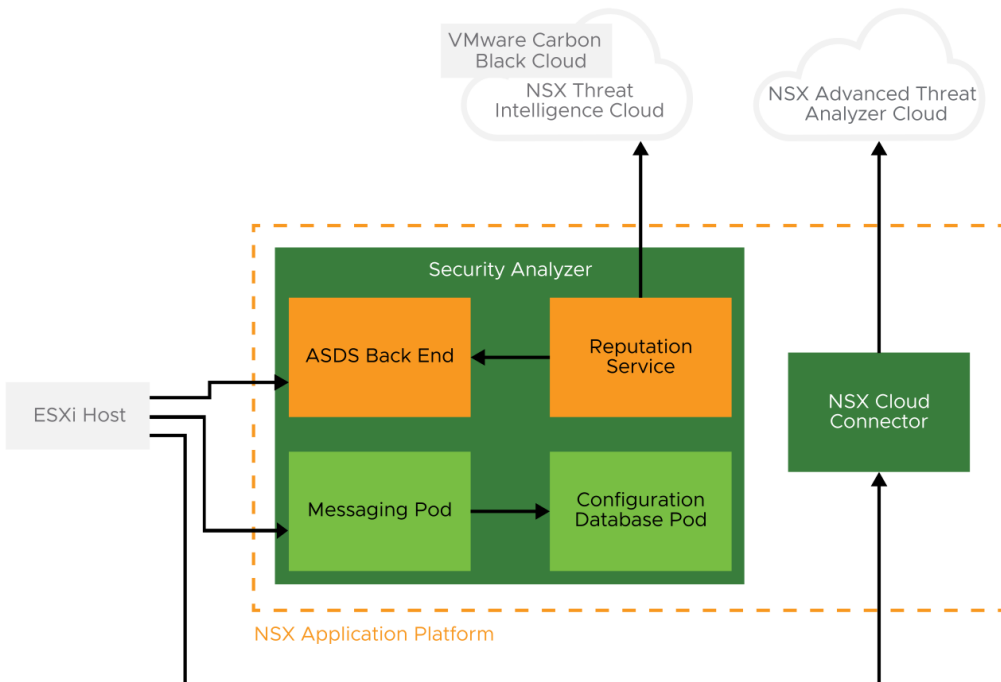 VMware Carbon
Black Cloud
NSX Threat
Intelligence Cloud
NSX Advanced Threat
Analyzer Cloud
Security Analyzer
ASDS Back End
Reputation
Service
ESXi Host
NSX Cloud
Connector
Messaging Pod
Configuration
Database Pod
NSX Application Platform